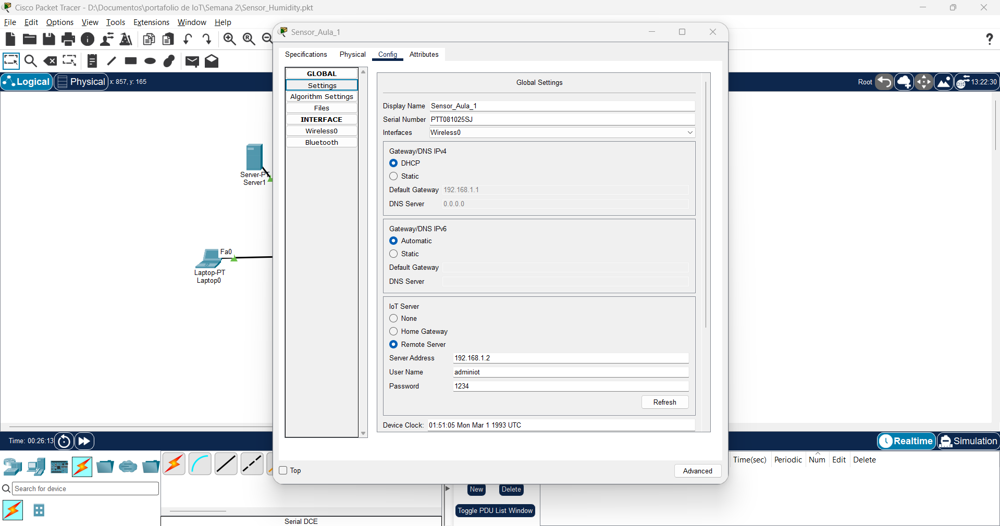 Cisco Packet Tracer - D:\Documentos\portafolio de IoT\Semana 2\Sensor_Humidity.pkt
File Edit Options View Tools Extensions Window Help
Logical Physical x: 857, y: 165
Root 13:22:30
Server-PT
Server1
Fa0
Laptop-PT
Laptop0
Sensor_Aula_1
Specifications Physical Config Attributes
GLOBAL
Settings
Algorithm Settings
Files
INTERFACE
Wireless0
Bluetooth
Global Settings
Display Name Sensor_Aula_1
Serial Number PTT081025SJ
Interfaces Wireless0
Gateway/DNS IPv4
DHCP
Static
Default Gateway 192.168.1.1
DNS Server 0.0.0.0
Gateway/DNS IPv6
Automatic
Static
Default Gateway
DNS Server
IoT Server
None
Home Gateway
Remote Server
Server Address 192.168.1.2
User Name adminiot
Password 1234
Refresh
Device Clock: 01:51:05 Mon Mar 1 1993 UTC
Top
Advanced
Time: 00:26:13
Realtime Simulation
Time(sec) Periodic Num Edit Delete
Search for device
New Delete
Toggle PDU List Window
Serial DCE